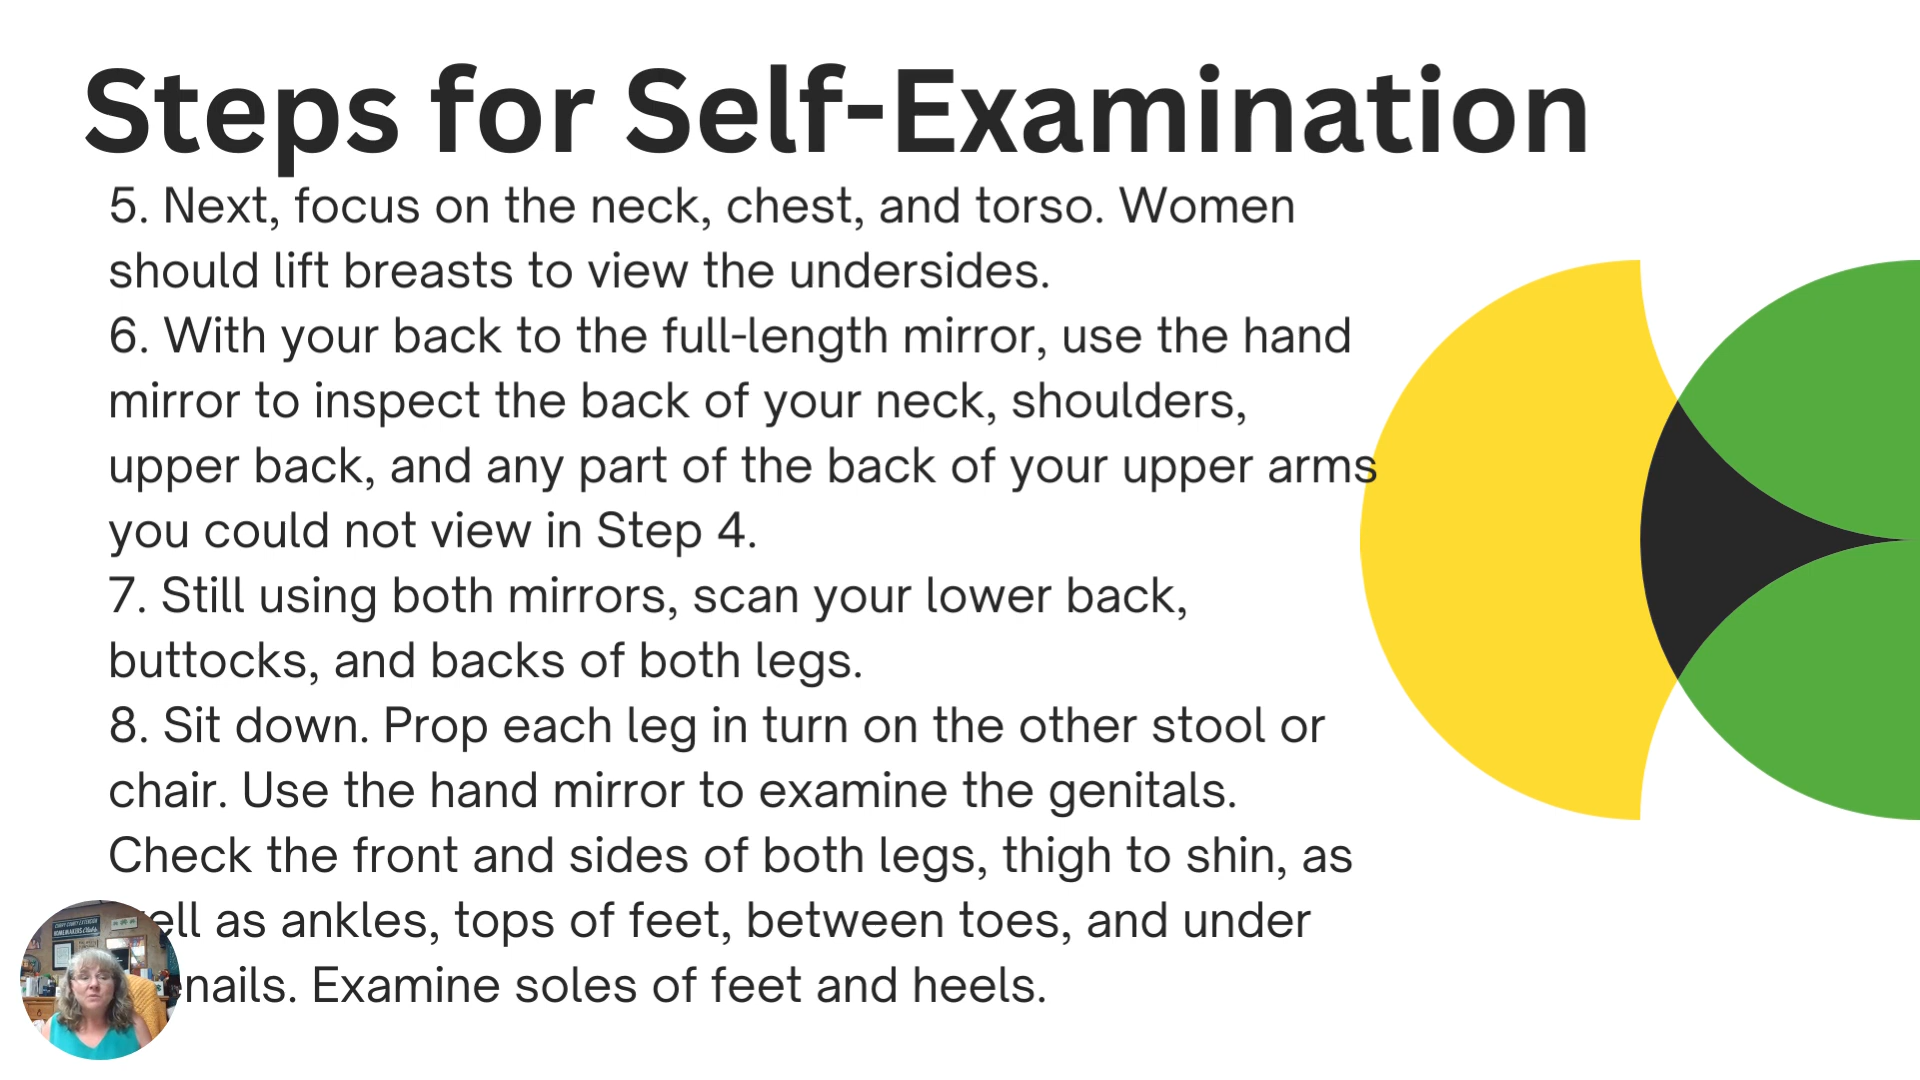 Steps for Self-Examination
5. Next, focus on the neck, chest, and torso. Women
should lift breasts to view the undersides.
6. With your back to the full-length mirror, use the hand
mirror to inspect the back of your neck, shoulders,
upper back, and any part of the back of your upper arms
you could not view in Step 4.
7. Still using both mirrors, scan your lower back,
buttocks, and backs of both legs.
8. Sit down. Prop each leg in turn on the other stool or
chair. Use the hand mirror to examine the genitals.
Check the front and sides of both legs, thigh to shin, as
as ankles, tops of feet, between toes, and under
Examine soles of feet and heels.
HOMEMAKERS